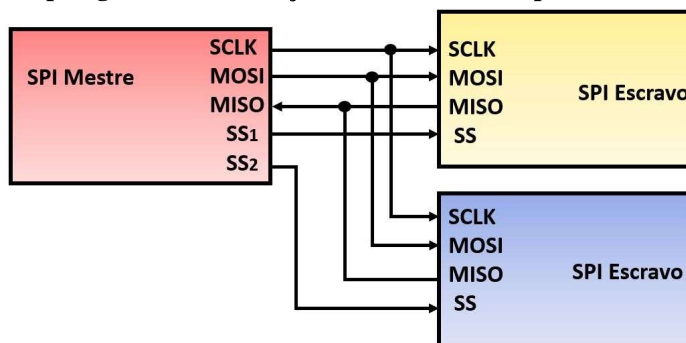 SPI Mestre
SCLK
MOSI
MISO
SS1
SS2
SCLK
MOSI
MISO
SS
SPI Escravo
SCLK
MOSI
MISO
SS
SPI Escravo